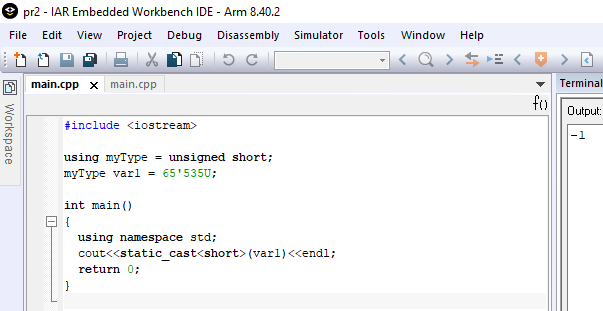 pr2 - IAR Embedded Workbench IDE - Arm 8.40.2
File Edit View Project Debug Disassembly Simulator Tools Window Help
main.cpp main.cpp
Terminal
f()
Output:
Workspace
#include <iostream>
-1
using myType = unsigned short;
myType var1 = 65'535U;
int main()
{
using namespace std;
cout<<static_cast<short>(var1)<<endl;
return 0;
}